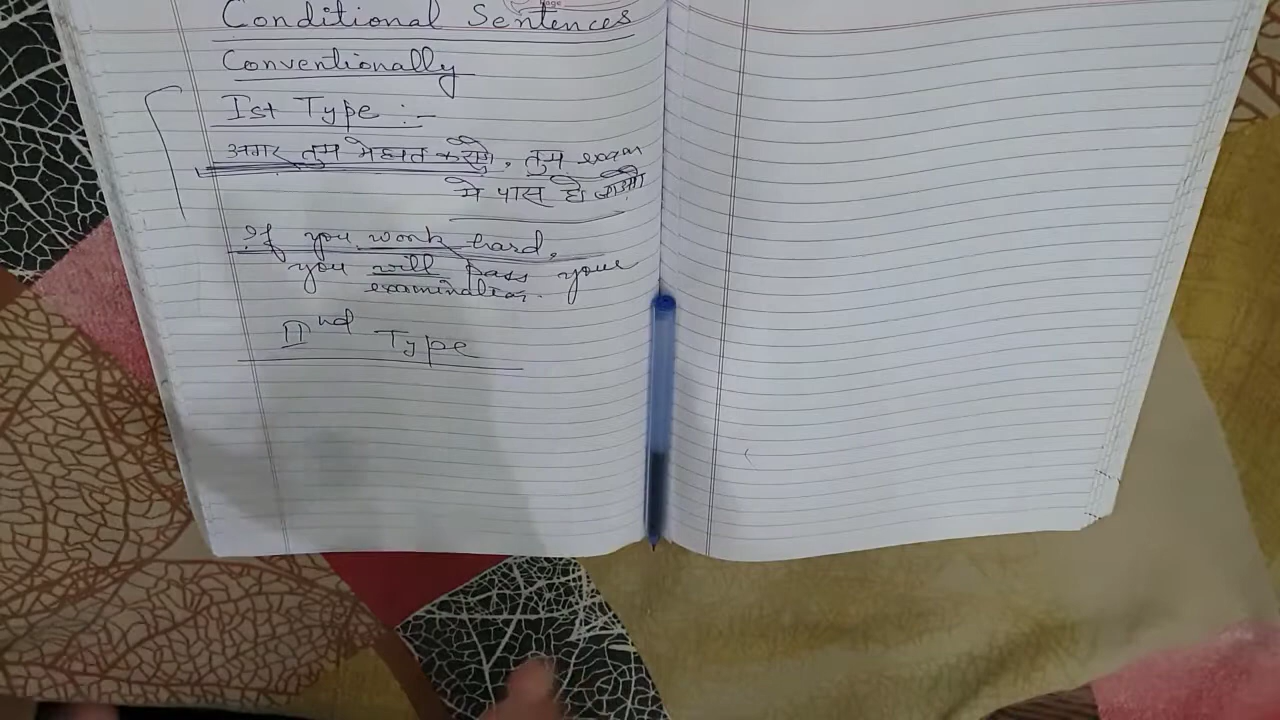 Page
Conditional Sentences
Conventionally
Ist Type :-
अगर तुम मेहनत करोगे, तुम exam
मे पास हो जाओगे
If you work hard,
you will pass your
examination.
IInd Type